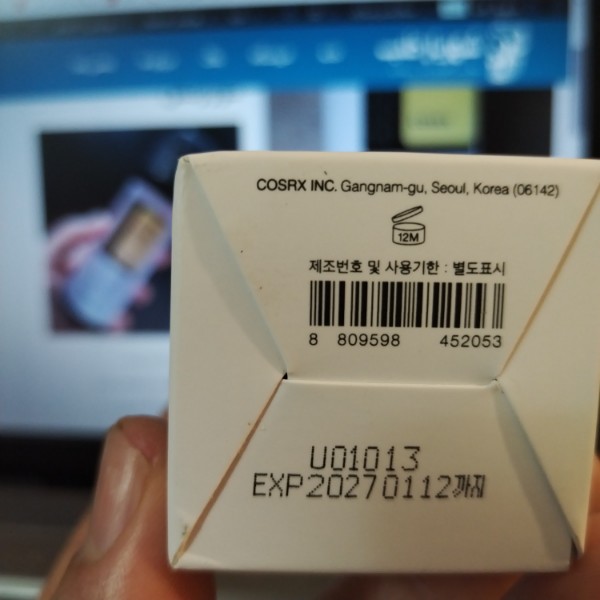 COSRX INC. Gangnam-gu, Seoul, Korea (06142)
12M
제조번호 및 사용기한 : 별도표시
8 809598 452053
U01013
EXP20270112까지